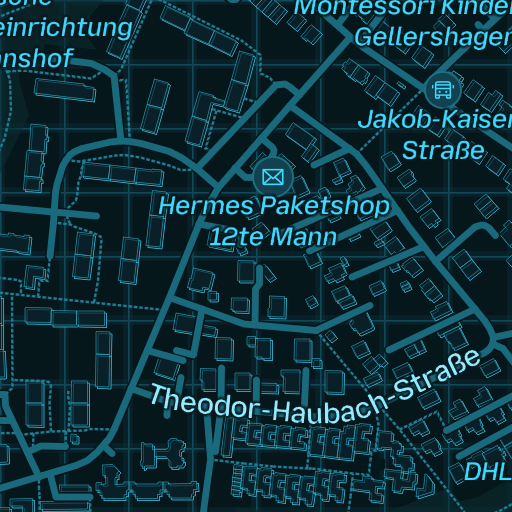 Montessori Kinder
Gellershagen
einrichtung
nshof
Jakob-Kaiser
Straße
Hermes Paketshop
12te Mann
Theodor-Haubach-Straße
DHL